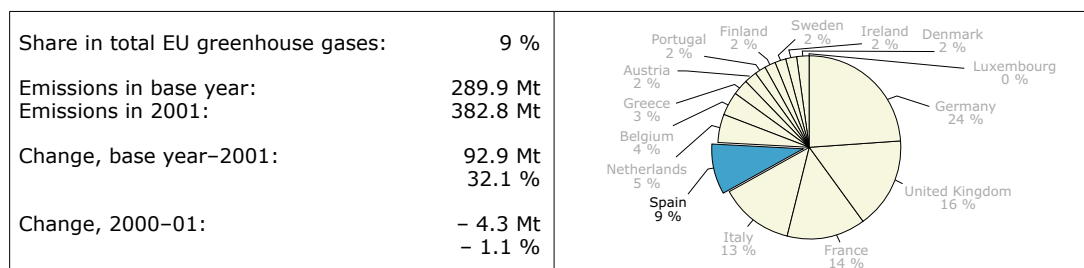 Share in total EU greenhouse gases: 9 %
Emissions in base year: 289.9 Mt
Emissions in 2001: 382.8 Mt
Change, base year–2001: 92.9 Mt
32.1 %
Change, 2000–01: – 4.3 Mt
– 1.1 %
Sweden
2 %
Ireland
2 %
Denmark
2 %
Finland
2 %
Portugal
2 %
Luxembourg
0 %
Austria
2 %
Germany
24 %
Greece
3 %
Belgium
4 %
Netherlands
5 %
United Kingdom
16 %
Spain
9 %
Italy
13 %
France
14 %